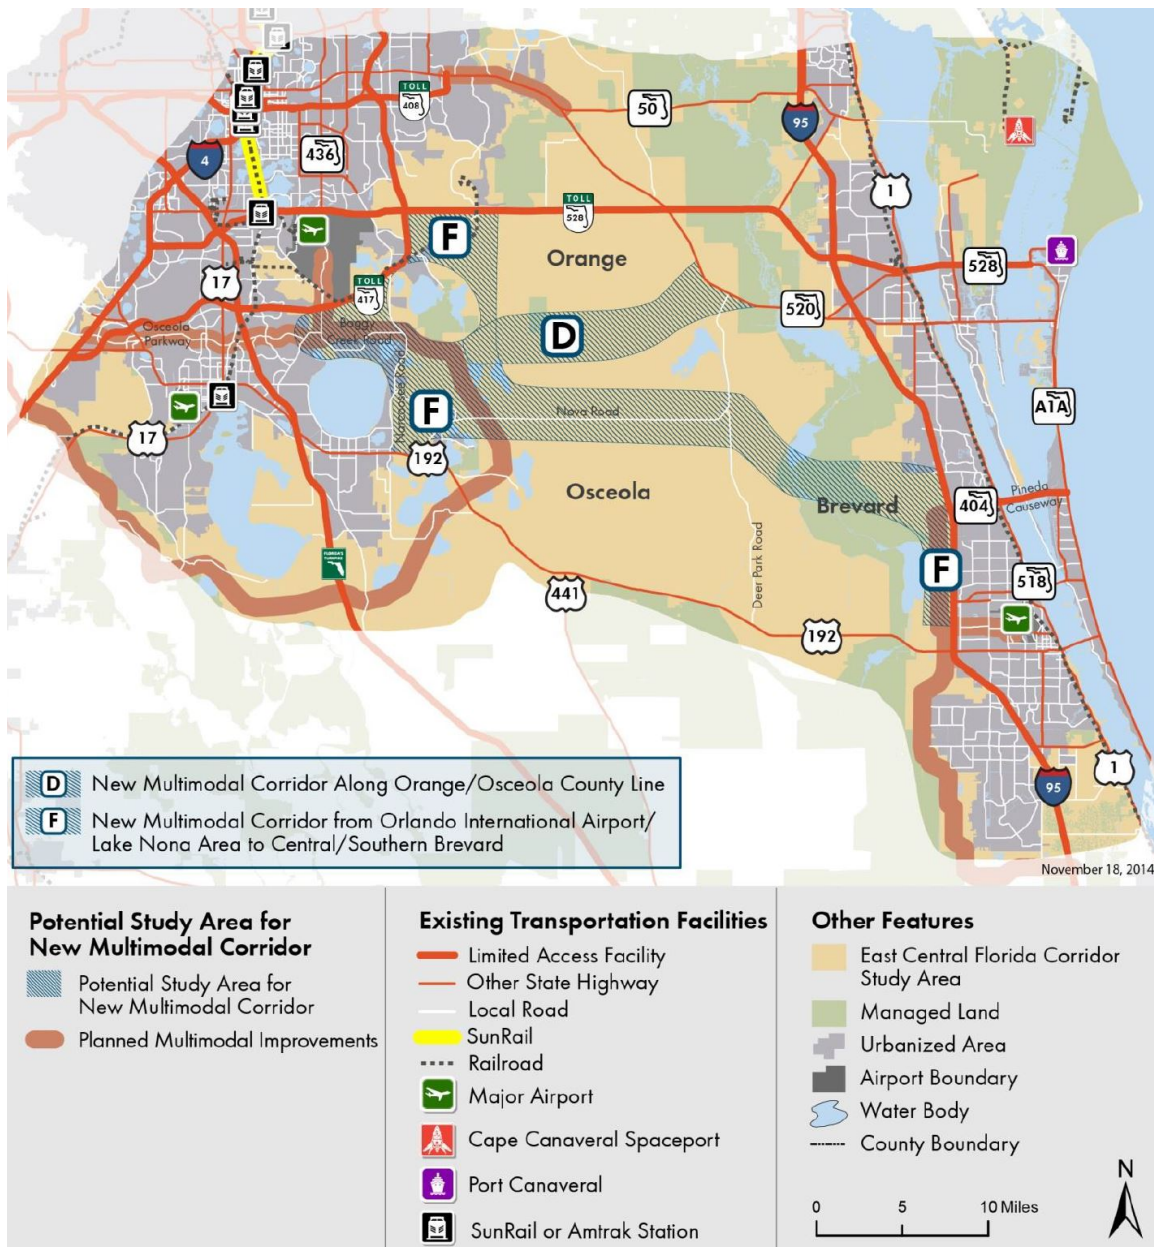 TOLL
408
50
95
436
4
1
TOLL
528
F
Orange
528
17
TOLL
417
520
D
Osceola
Parkway
Boggy
Creek Road
Narcoossee Road
F
Nova Road
A1A
17
192
Osceola
Brevard
404
Pineda
Causeway
Deer Park Road
FLORIDA'S
TURNPIKE
F
441
518
192
1
95
D New Multimodal Corridor Along Orange/Osceola County Line
F New Multimodal Corridor from Orlando International Airport/
Lake Nona Area to Central/Southern Brevard
November 18, 2014
Potential Study Area for
New Multimodal Corridor
Potential Study Area for
New Multimodal Corridor
Planned Multimodal Improvements
Existing Transportation Facilities
Limited Access Facility
Other State Highway
Local Road
SunRail
Railroad
Major Airport
Cape Canaveral Spaceport
Port Canaveral
SunRail or Amtrak Station
Other Features
East Central Florida Corridor
Study Area
Managed Land
Urbanized Area
Airport Boundary
Water Body
County Boundary
N
0 5 10 Miles